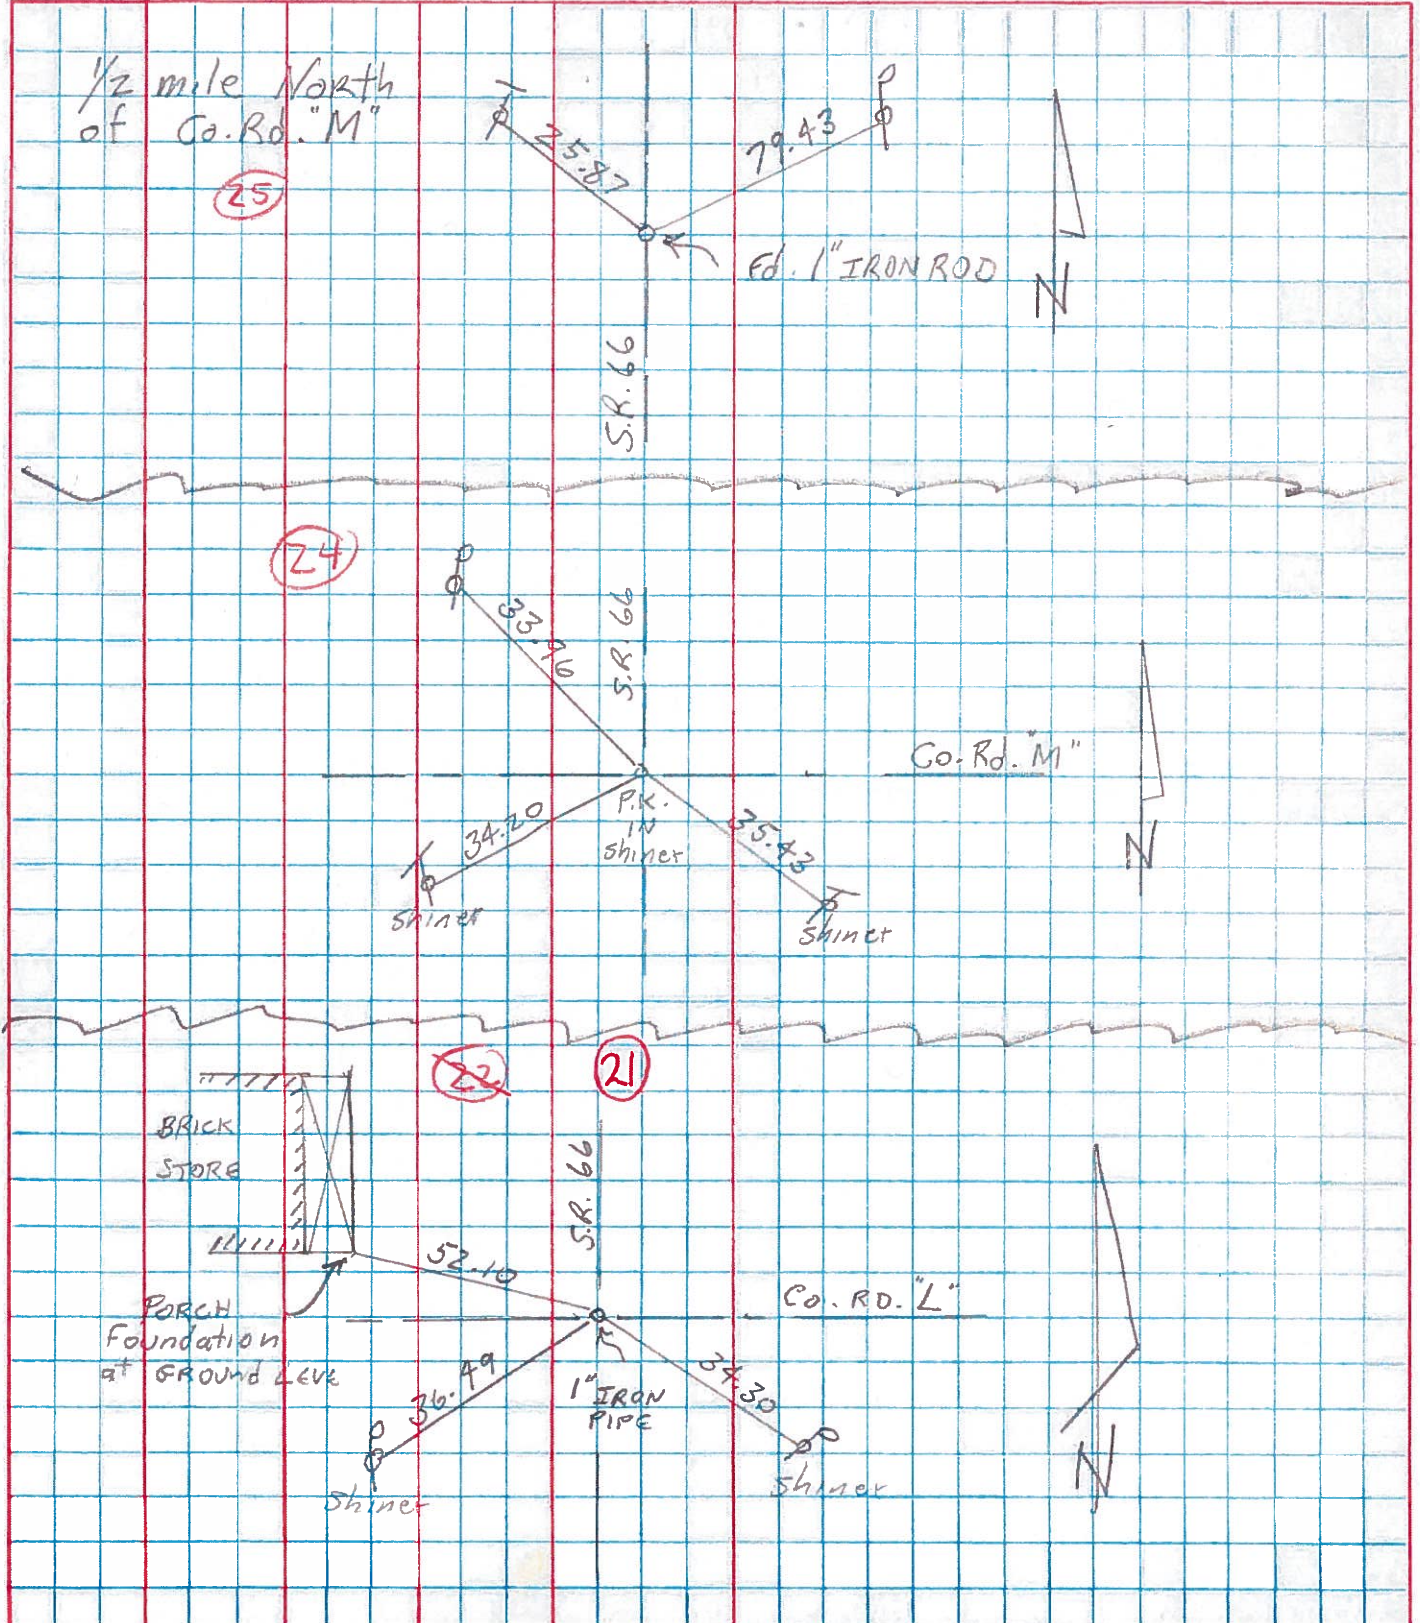 1/2 mile North
of Co. Rd. "M"
25
25.87
79.43
Fd. 1" IRON ROD
N
S.R. 66
24
33.96
S.R. 66
Co. Rd. "M"
34.20
P.K.
IN
Shiner
35.43
N
Shiner
Shiner
22
21
BRICK
STORE
S.R. 66
52.10
Co. RD. "L"
PORCH
Foundation
at GROUND LEVE
36.49
1" IRON
PIPE
34.30
Shiner
Shiner
N